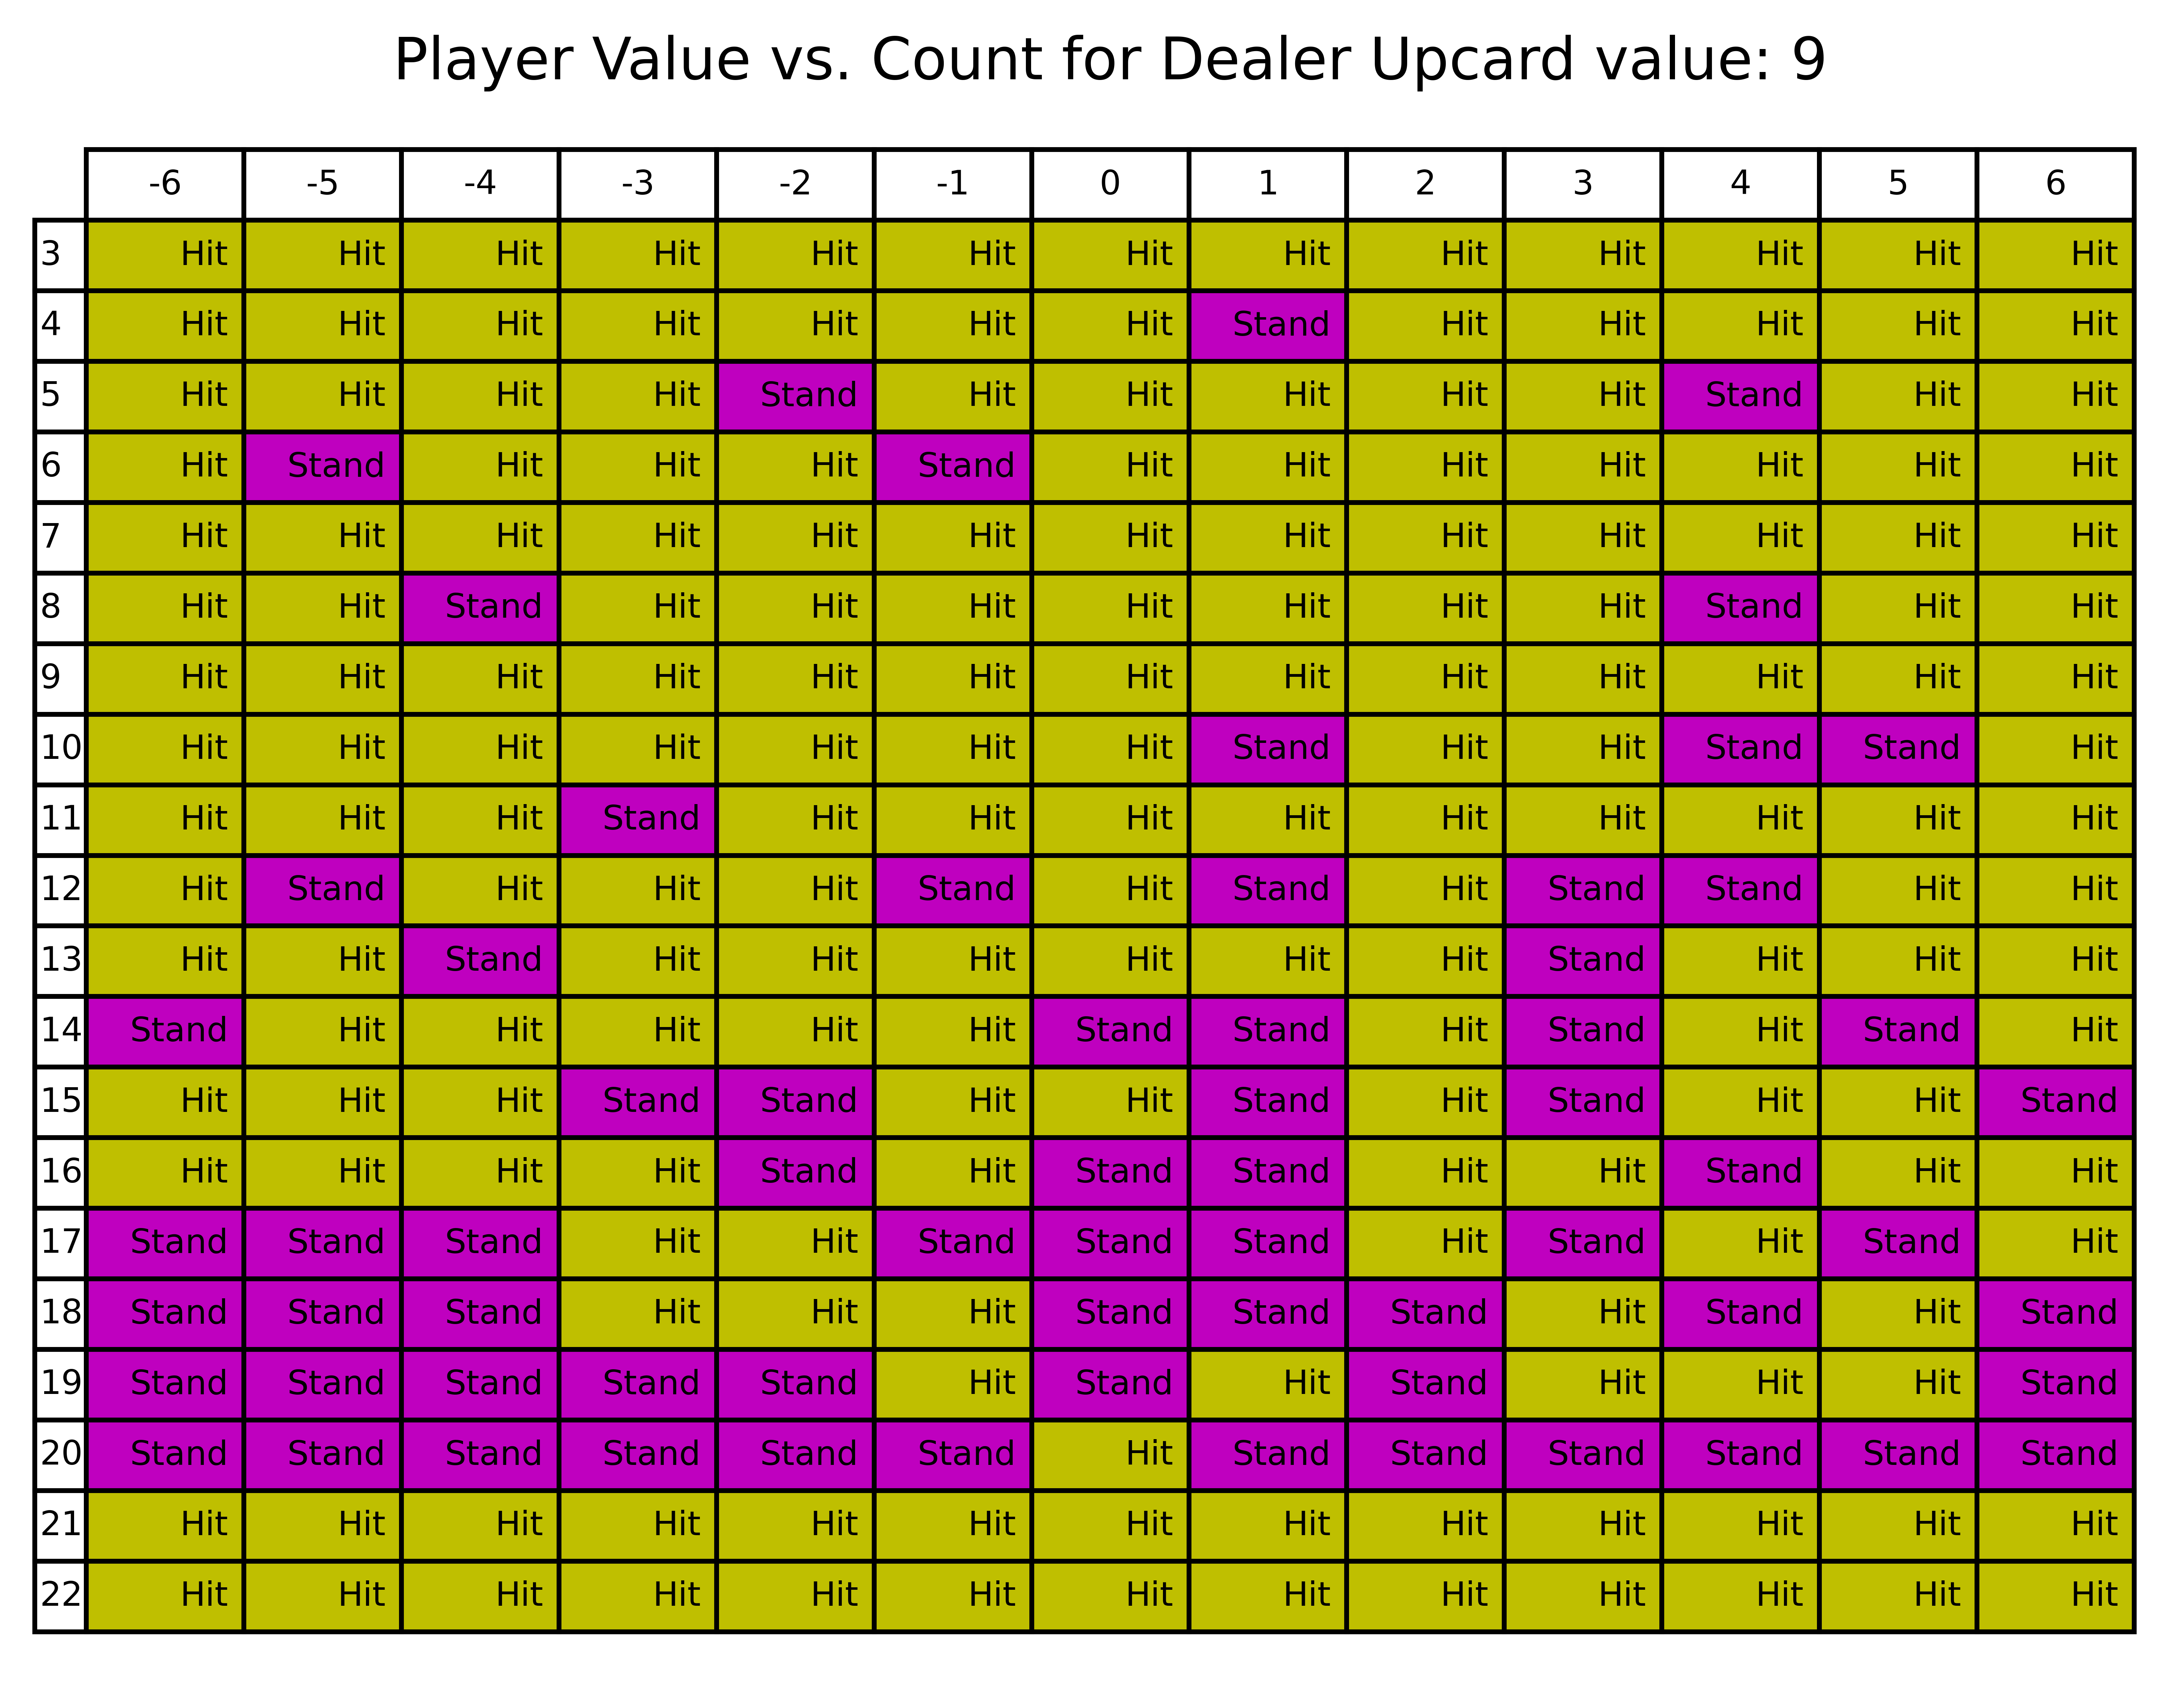 Player Value vs. Count for Dealer Upcard value: 9
-6 -5 -4 -3 -2 -1 0 1 2 3 4 5 6
3 Hit Hit Hit Hit Hit Hit Hit Hit Hit Hit Hit Hit Hit
4 Hit Hit Hit Hit Hit Hit Hit Stand Hit Hit Hit Hit Hit
5 Hit Hit Hit Hit Stand Hit Hit Hit Hit Hit Stand Hit Hit
6 Hit Stand Hit Hit Hit Stand Hit Hit Hit Hit Hit Hit Hit
7 Hit Hit Hit Hit Hit Hit Hit Hit Hit Hit Hit Hit Hit
8 Hit Hit Stand Hit Hit Hit Hit Hit Hit Hit Stand Hit Hit
9 Hit Hit Hit Hit Hit Hit Hit Hit Hit Hit Hit Hit Hit
10 Hit Hit Hit Hit Hit Hit Hit Stand Hit Hit Stand Stand Hit
11 Hit Hit Hit Stand Hit Hit Hit Hit Hit Hit Hit Hit Hit
12 Hit Stand Hit Hit Hit Stand Hit Stand Hit Stand Stand Hit Hit
13 Hit Hit Stand Hit Hit Hit Hit Hit Hit Stand Hit Hit Hit
14 Stand Hit Hit Hit Hit Hit Stand Stand Hit Stand Hit Stand Hit
15 Hit Hit Hit Stand Stand Hit Hit Stand Hit Stand Hit Hit Stand
16 Hit Hit Hit Hit Stand Hit Stand Stand Hit Hit Stand Hit Hit
17 Stand Stand Stand Hit Hit Stand Stand Stand Hit Stand Hit Stand Hit
18 Stand Stand Stand Hit Hit Hit Stand Stand Stand Hit Stand Hit Stand
19 Stand Stand Stand Stand Stand Hit Stand Hit Stand Hit Hit Hit Stand
20 Stand Stand Stand Stand Stand Stand Hit Stand Stand Stand Stand Stand Stand
21 Hit Hit Hit Hit Hit Hit Hit Hit Hit Hit Hit Hit Hit
22 Hit Hit Hit Hit Hit Hit Hit Hit Hit Hit Hit Hit Hit